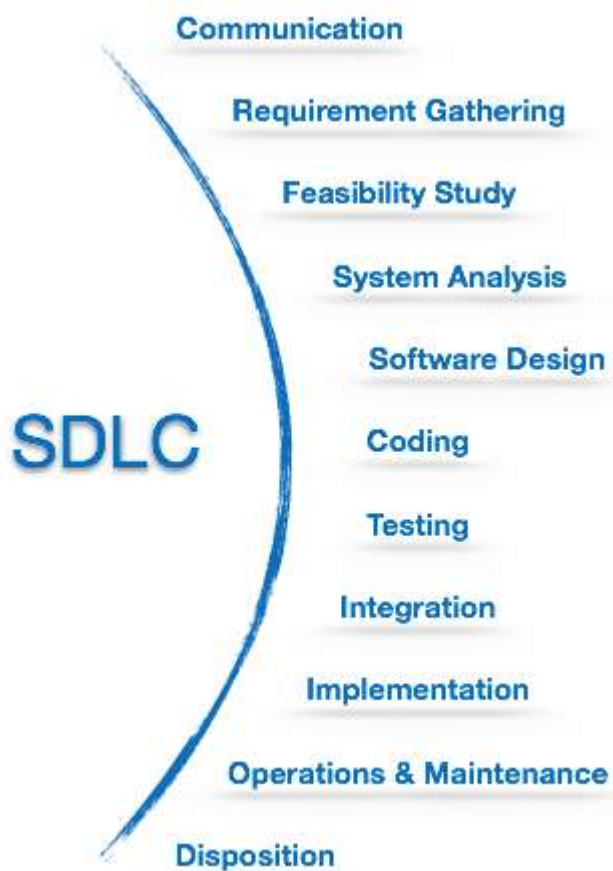 Communication
Requirement Gathering
Feasibility Study
System Analysis
Software Design
SDLC
Coding
Testing
Integration
Implementation
Operations & Maintenance
Disposition